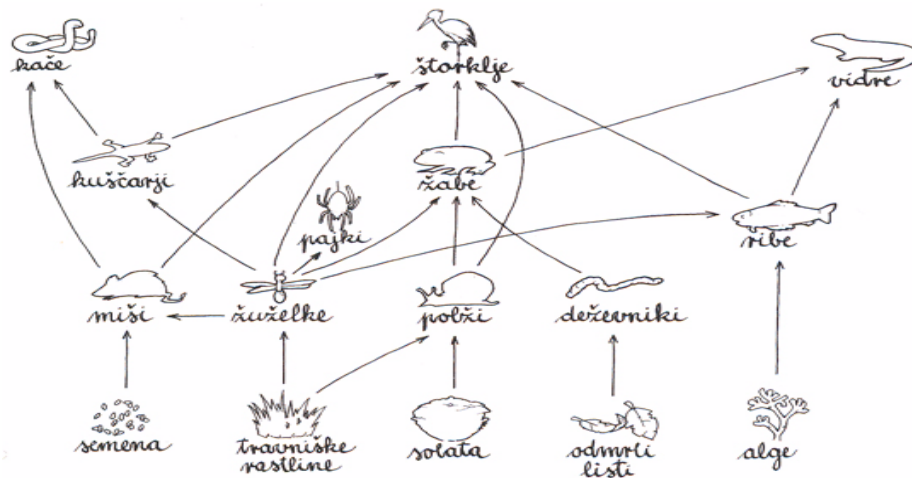 kače
štorklje
vidre
kuščarji
žabe
pajki
ribe
miši
žuželke
polži
deževniki
semena
travniške
rastline
solata
odmrli
listi
alge